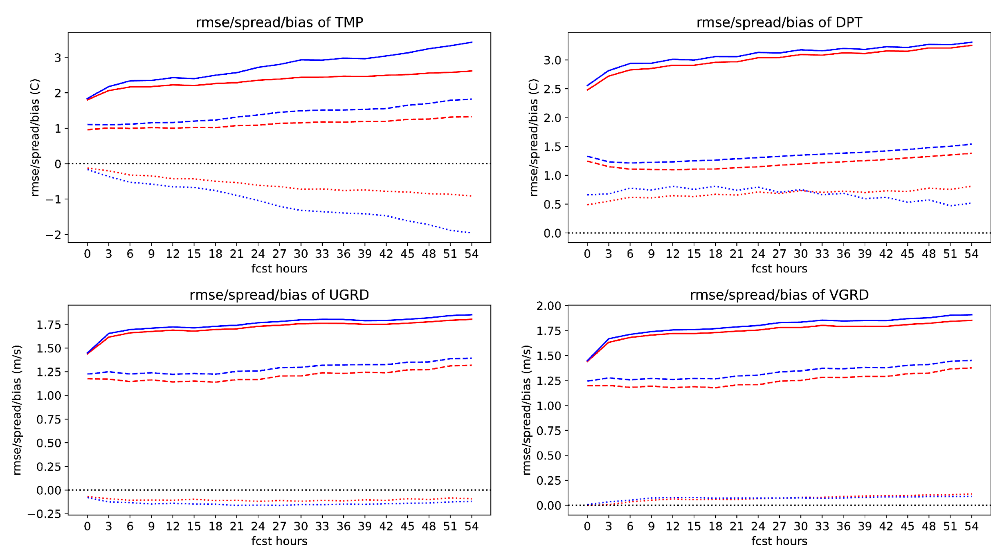 rmse/spread/bias of TMP
rmse/spread/bias (C)
3
2
1
0
−1
−2
0 3 6 9 12 15 18 21 24 27 30 33 36 39 42 45 48 51 54
fcst hours
rmse/spread/bias of DPT
rmse/spread/bias (C)
3.0
2.5
2.0
1.5
1.0
0.5
0.0
0 3 6 9 12 15 18 21 24 27 30 33 36 39 42 45 48 51 54
fcst hours
rmse/spread/bias of UGRD
rmse/spread/bias (m/s)
1.75
1.50
1.25
1.00
0.75
0.50
0.25
0.00
−0.25
0 3 6 9 12 15 18 21 24 27 30 33 36 39 42 45 48 51 54
fcst hours
rmse/spread/bias of VGRD
rmse/spread/bias (m/s)
2.00
1.75
1.50
1.25
1.00
0.75
0.50
0.25
0.00
0 3 6 9 12 15 18 21 24 27 30 33 36 39 42 45 48 51 54
fcst hours